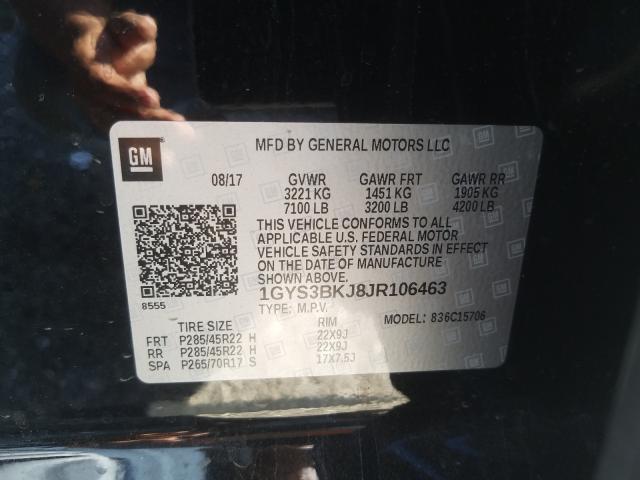 GM
MFD BY GENERAL MOTORS LLC
08/17 GVWR GAWR FRT GAWR RR
3221 KG 1451 KG 1905 KG
7100 LB 3200 LB 4200 LB
THIS VEHICLE CONFORMS TO ALL
APPLICABLE U.S. FEDERAL MOTOR
VEHICLE SAFETY STANDARDS IN EFFECT
ON THE DATE OF MANUFACTURE
SHOWN ABOVE.
1GYS3BKJ8JR106463
8555
TYPE: M.P.V. MODEL: 836C15706
TIRE SIZE RIM
FRT P285/45R22 H 22X9J
RR P285/45R22 H 22X9J
SPA P265/70R17 S 17X7.5J